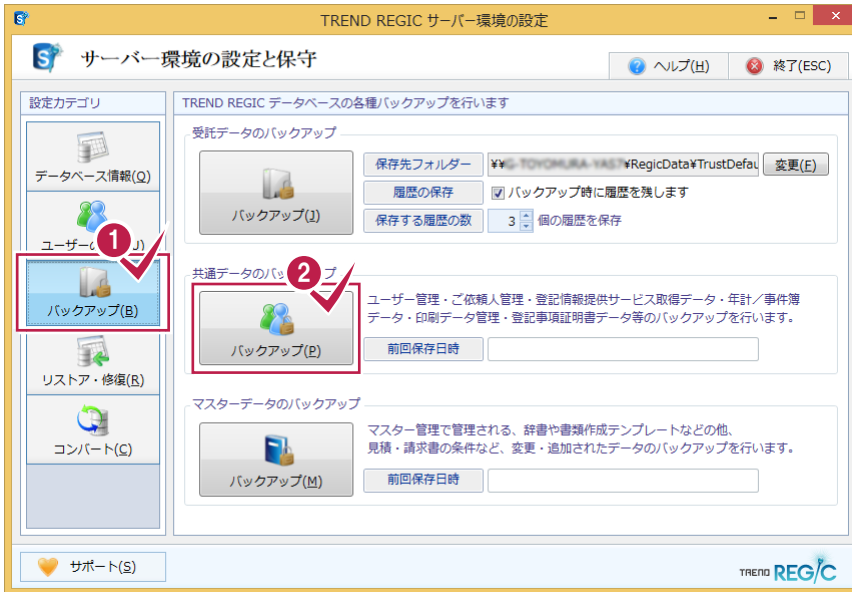 TREND REGIC サーバー環境の設定
サーバー環境の設定と保守
ヘルプ(H)
終了(ESC)
設定カテゴリ
データベース情報(Q)
1
バックアップ(B)
リストア・修復(R)
コンバート(C)
サポート(S)
TREND REGIC データベースの各種バックアップを行います
受託データのバックアップ
バックアップ(J)
保存先フォルダー
¥RegicData¥TrustDefau
変更(F)
履歴の保存
バックアップ時に履歴を残します
保存する履歴の数
3 個の履歴を保存
2
バックアップ(P)
ユーザー管理・ご依頼人管理・登記情報提供サービス取得データ・年計／事件簿
データ・印刷データ管理・登記事項証明書データ等のバックアップを行います。
前回保存日時
マスターデータのバックアップ
バックアップ(M)
マスター管理で管理される、辞書や書類作成テンプレートなどの他、
見積・請求書の条件など、変更・追加されたデータのバックアップを行います。
前回保存日時
TREND REGIC